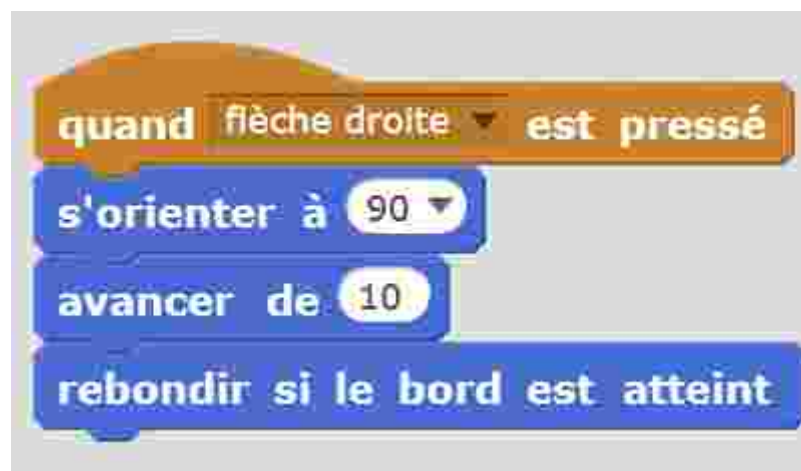 quand flèche droite est pressé
s'orienter à 90
avancer de 10
rebondir si le bord est atteint